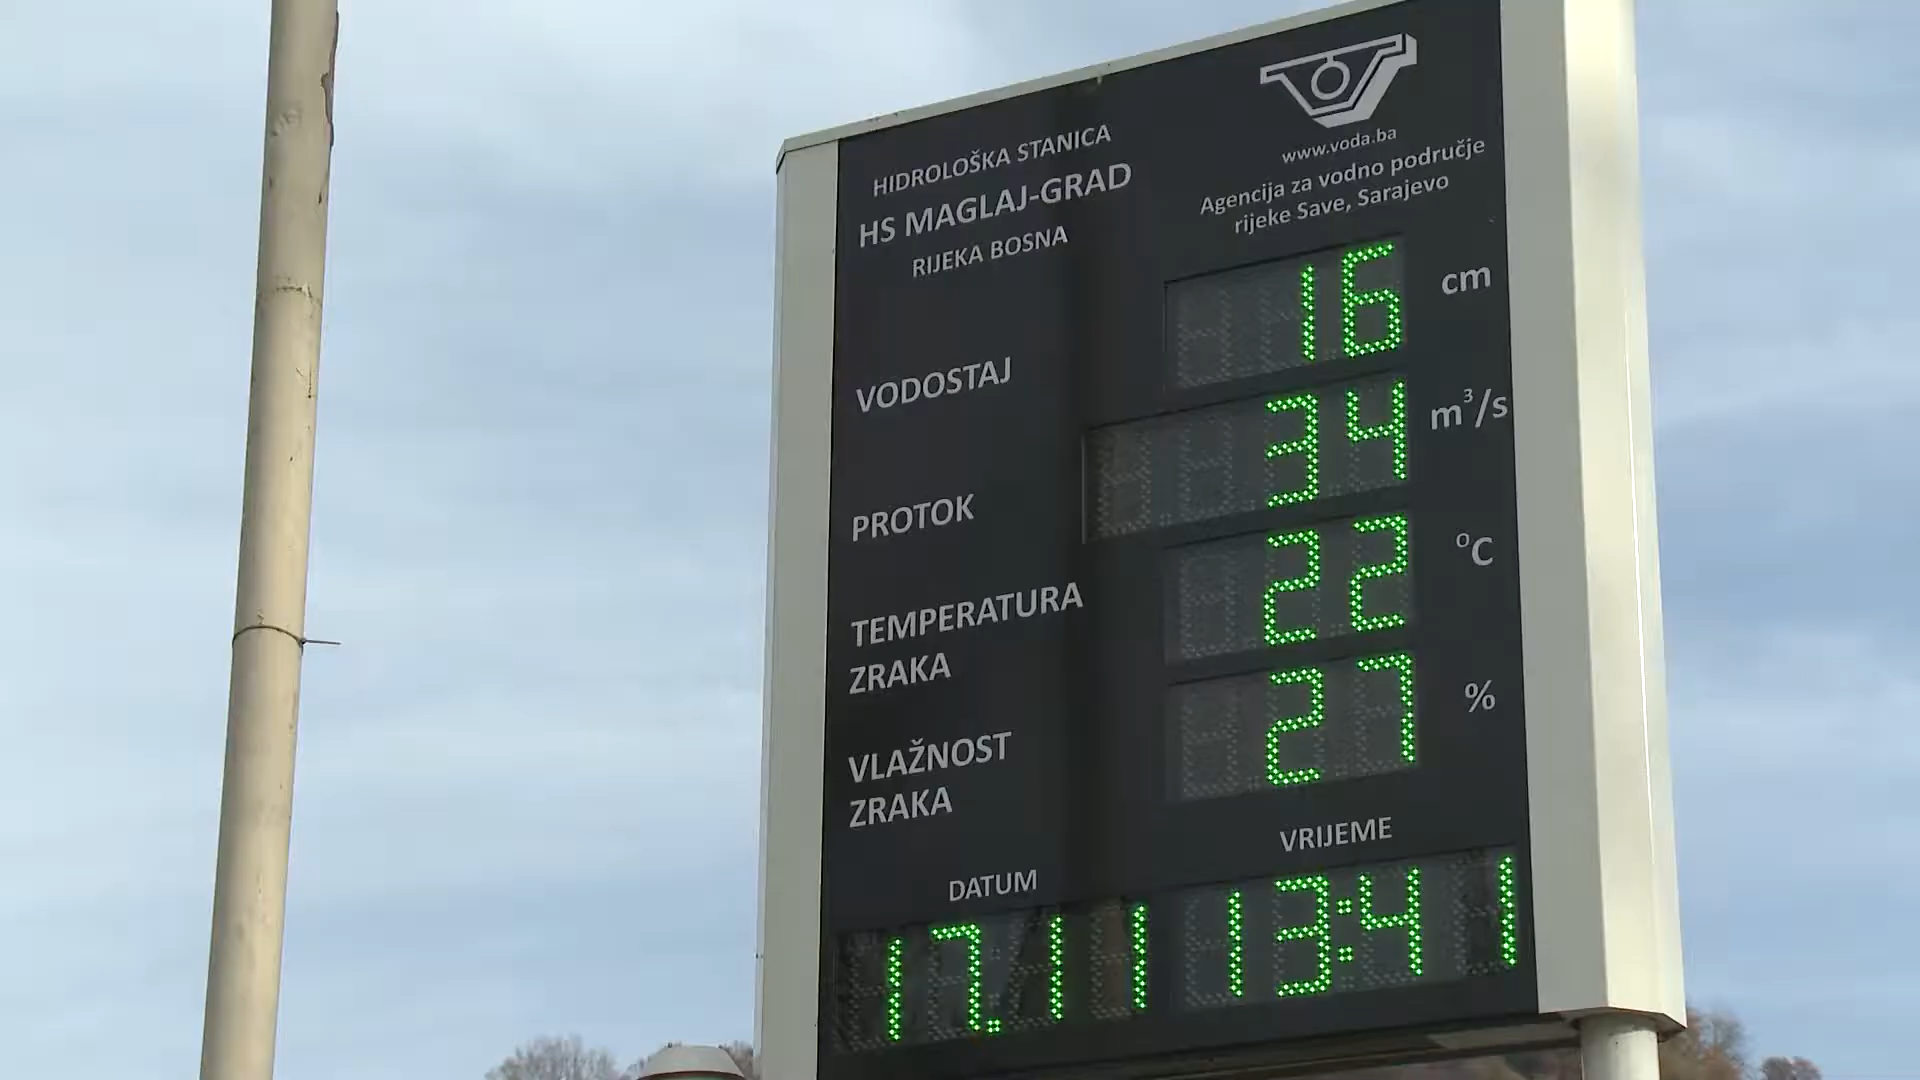 HIDROLOŠKA STANICA
HS MAGLAJ-GRAD
RIJEKA BOSNA
www.voda.ba
Agencija za vodno područje
rijeke Save, Sarajevo
VODOSTAJ 16 cm
PROTOK 34 m³/s
TEMPERATURA
ZRAKA 22 °C
VLAŽNOST
ZRAKA 27 %
DATUM VRIJEME
17.11 13:41